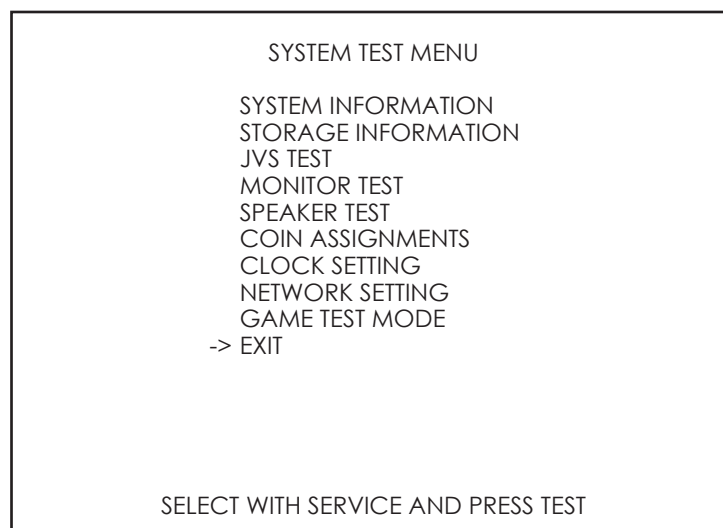 SYSTEM TEST MENU
SYSTEM INFORMATION
STORAGE INFORMATION
JVS TEST
MONITOR TEST
SPEAKER TEST
COIN ASSIGNMENTS
CLOCK SETTING
NETWORK SETTING
GAME TEST MODE
-> EXIT
SELECT WITH SERVICE AND PRESS TEST